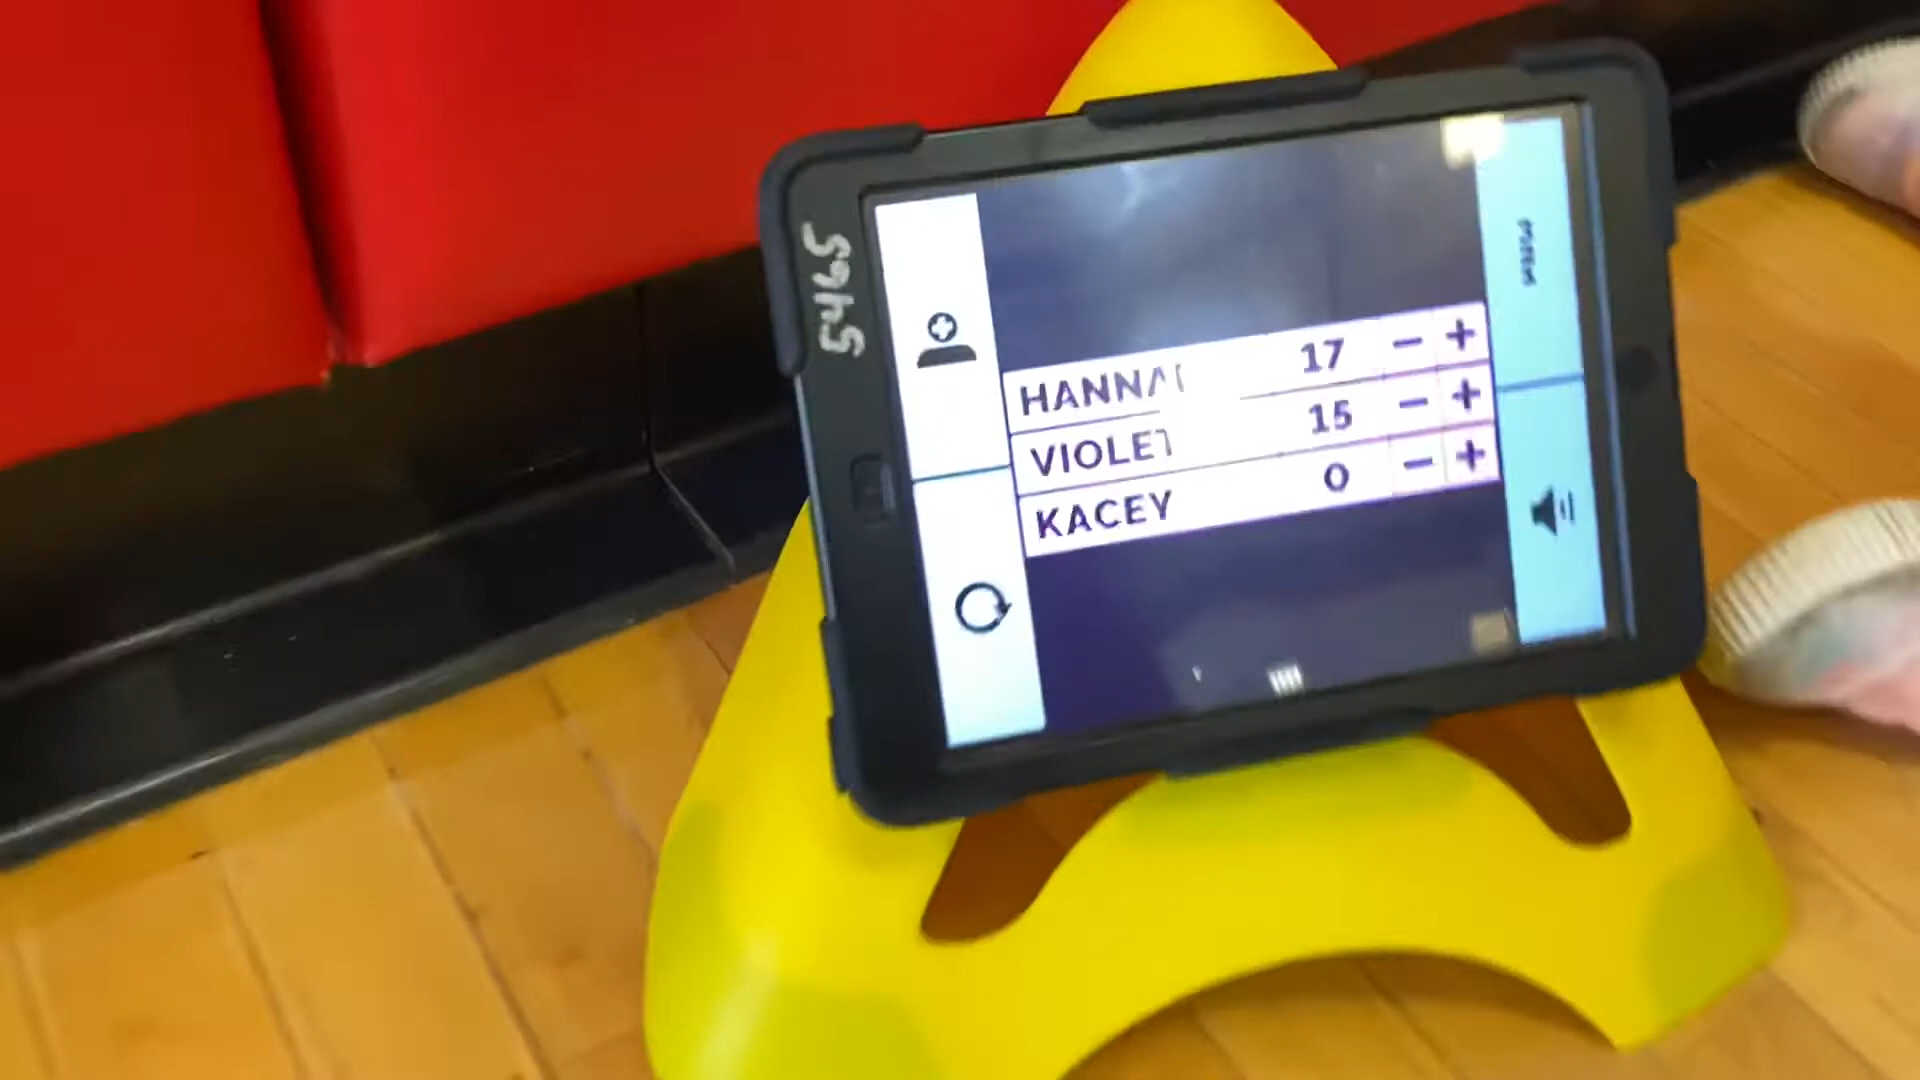 5465
HANNA
17 - +
VIOLET
15 - +
KACEY
0 - +